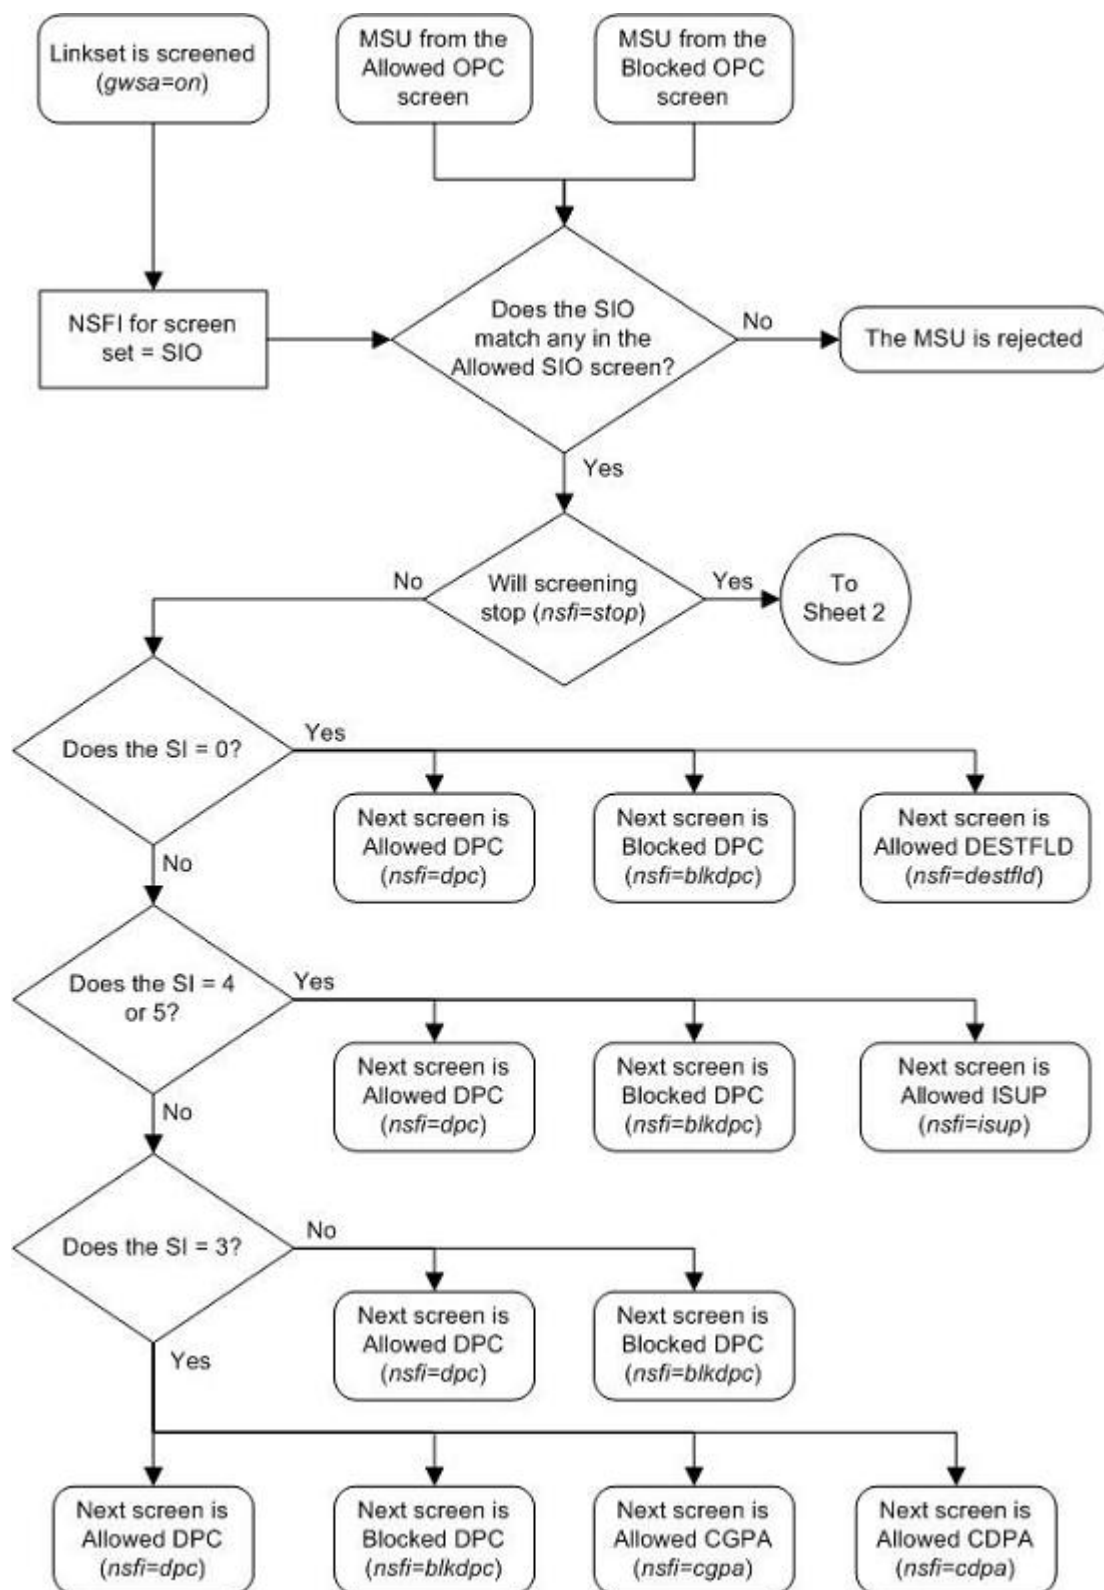 Linkset is screened
(gwsa=on)
MSU from the
Allowed OPC
screen
MSU from the
Blocked OPC
screen
NSFI for screen
set = SIO
Does the SIO
match any in the
Allowed SIO screen?
No
The MSU is rejected
Yes
Will screening
stop (nsfi=stop)
No
Yes
To
Sheet 2
Does the SI = 0?
Yes
Next screen is
Allowed DPC
(nsfi=dpc)
Next screen is
Blocked DPC
(nsfi=blkdpc)
Next screen is
Allowed DESTFLD
(nsfi=destfld)
No
Does the SI = 4
or 5?
Yes
Next screen is
Allowed DPC
(nsfi=dpc)
Next screen is
Blocked DPC
(nsfi=blkdpc)
Next screen is
Allowed ISUP
(nsfi=isup)
No
Does the SI = 3?
No
Next screen is
Allowed DPC
(nsfi=dpc)
Next screen is
Blocked DPC
(nsfi=blkdpc)
Yes
Next screen is
Allowed DPC
(nsfi=dpc)
Next screen is
Blocked DPC
(nsfi=blkdpc)
Next screen is
Allowed CGPA
(nsfi=cgpa)
Next screen is
Allowed CDPA
(nsfi=cdpa)